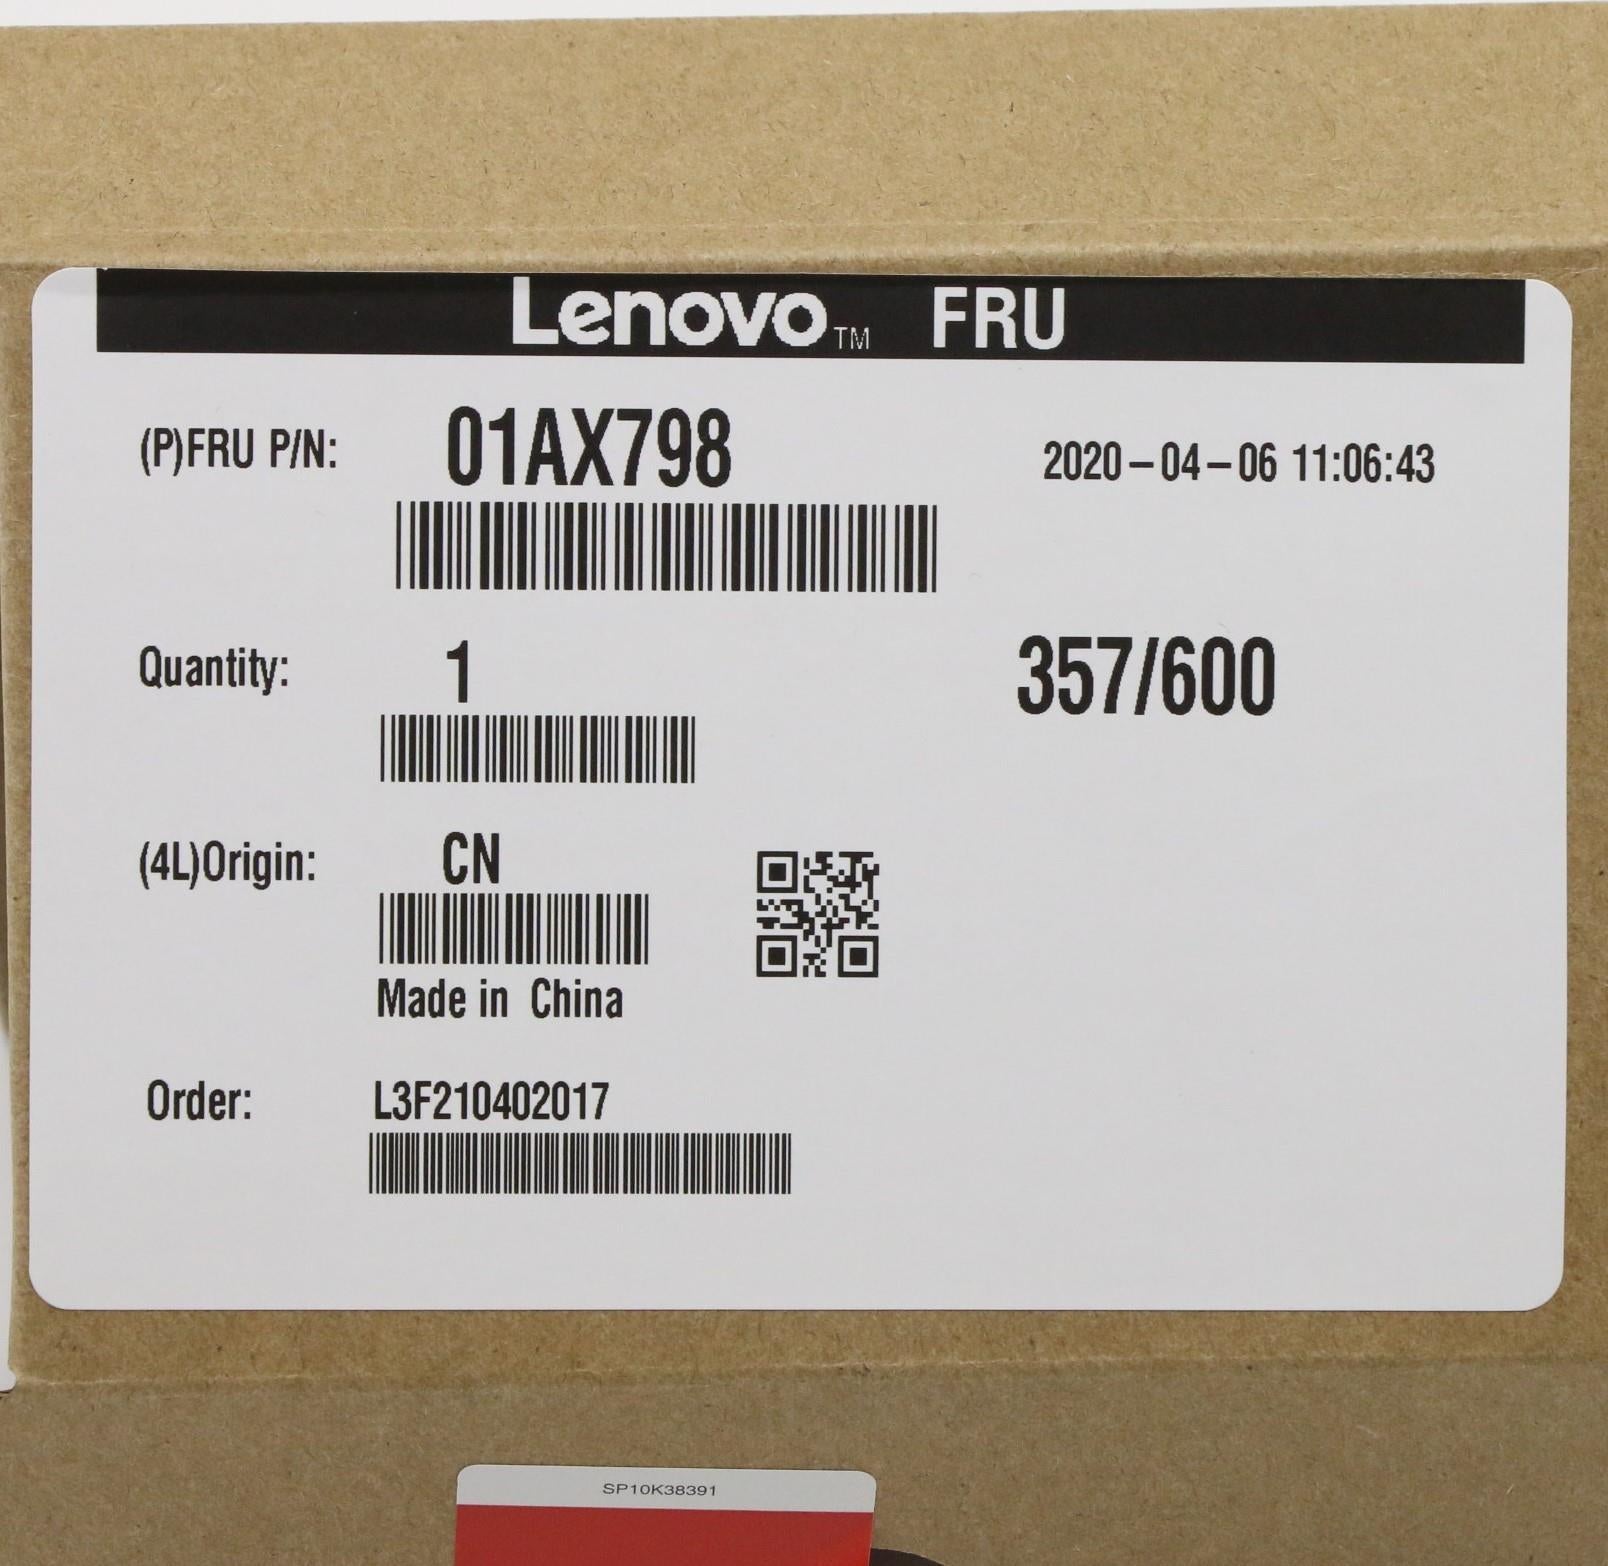 Lenovo™ FRU
(P)FRU P/N: 01AX798 2020-04-06 11:06:43
Quantity: 1 357/600
(4L)Origin: CN
Made in China
Order: L3F210402017
SP10K38391